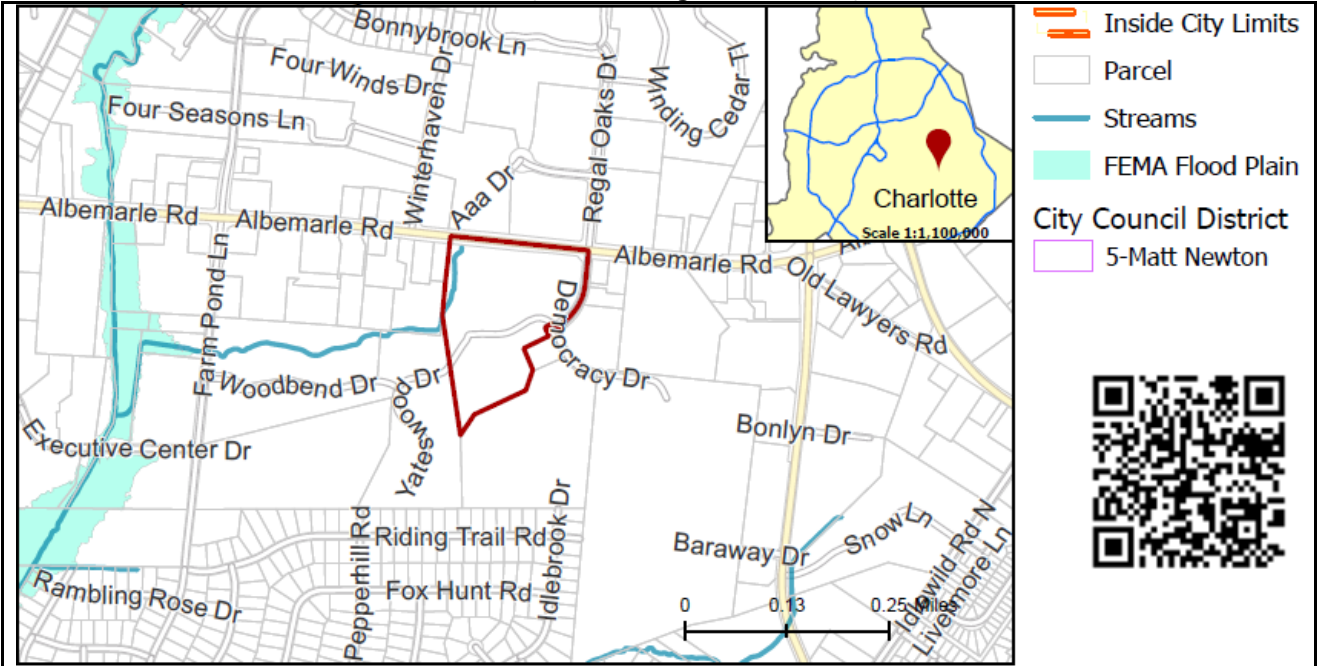 Bonnybrook Ln
Four Winds Dr
Winterhaven Dr
Regal Oaks Dr
Winding Cedar Tl
Four Seasons Ln
Aaa Dr
Albemarle Rd
Albemarle Rd
Albemarle Rd
Old Lawyers Rd
Farm Pond Ln
Democracy Dr
Woodbend Dr
Yateswood Dr
Executive Center Dr
Bonlyn Dr
Riding Trail Rd
Idlebrook Dr
Pepperhill Rd
Fox Hunt Rd
Rambling Rose Dr
Baraway Dr
Snow Ln
Idlewild Rd N
Livenmore Ln
0 0.13 0.25 Miles
Charlotte
Scale 1:1,100,000
Inside City Limits
Parcel
Streams
FEMA Flood Plain
City Council District
5-Matt Newton